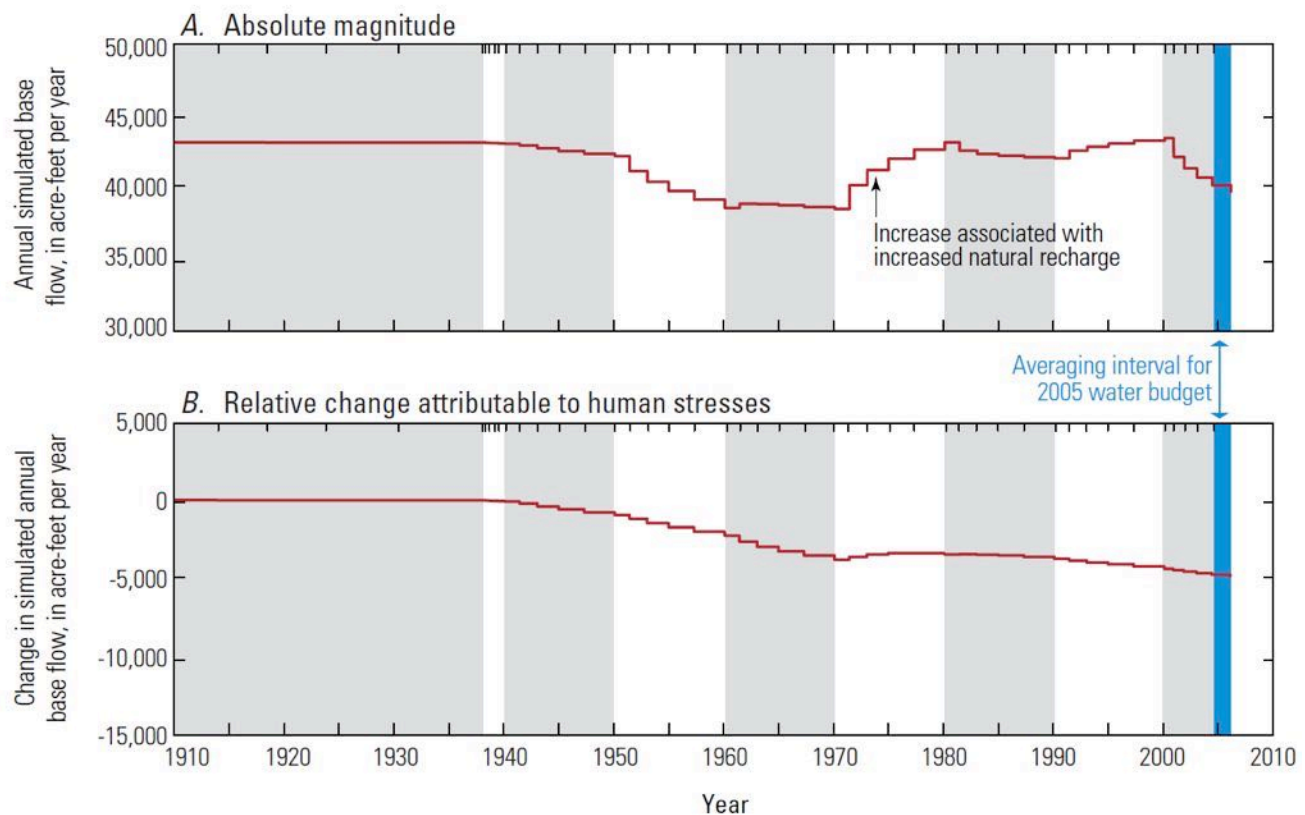 A. Absolute magnitude
50,000
45,000
40,000
35,000
30,000
Annual simulated base
flow, in acre-feet per year
Increase associated with
increased natural recharge
Averaging interval for
2005 water budget
B. Relative change attributable to human stresses
5,000
0
-5,000
-10,000
-15,000
Change in simulated annual
base flow, in acre-feet per year
1910 1920 1930 1940 1950 1960 1970 1980 1990 2000 2010
Year